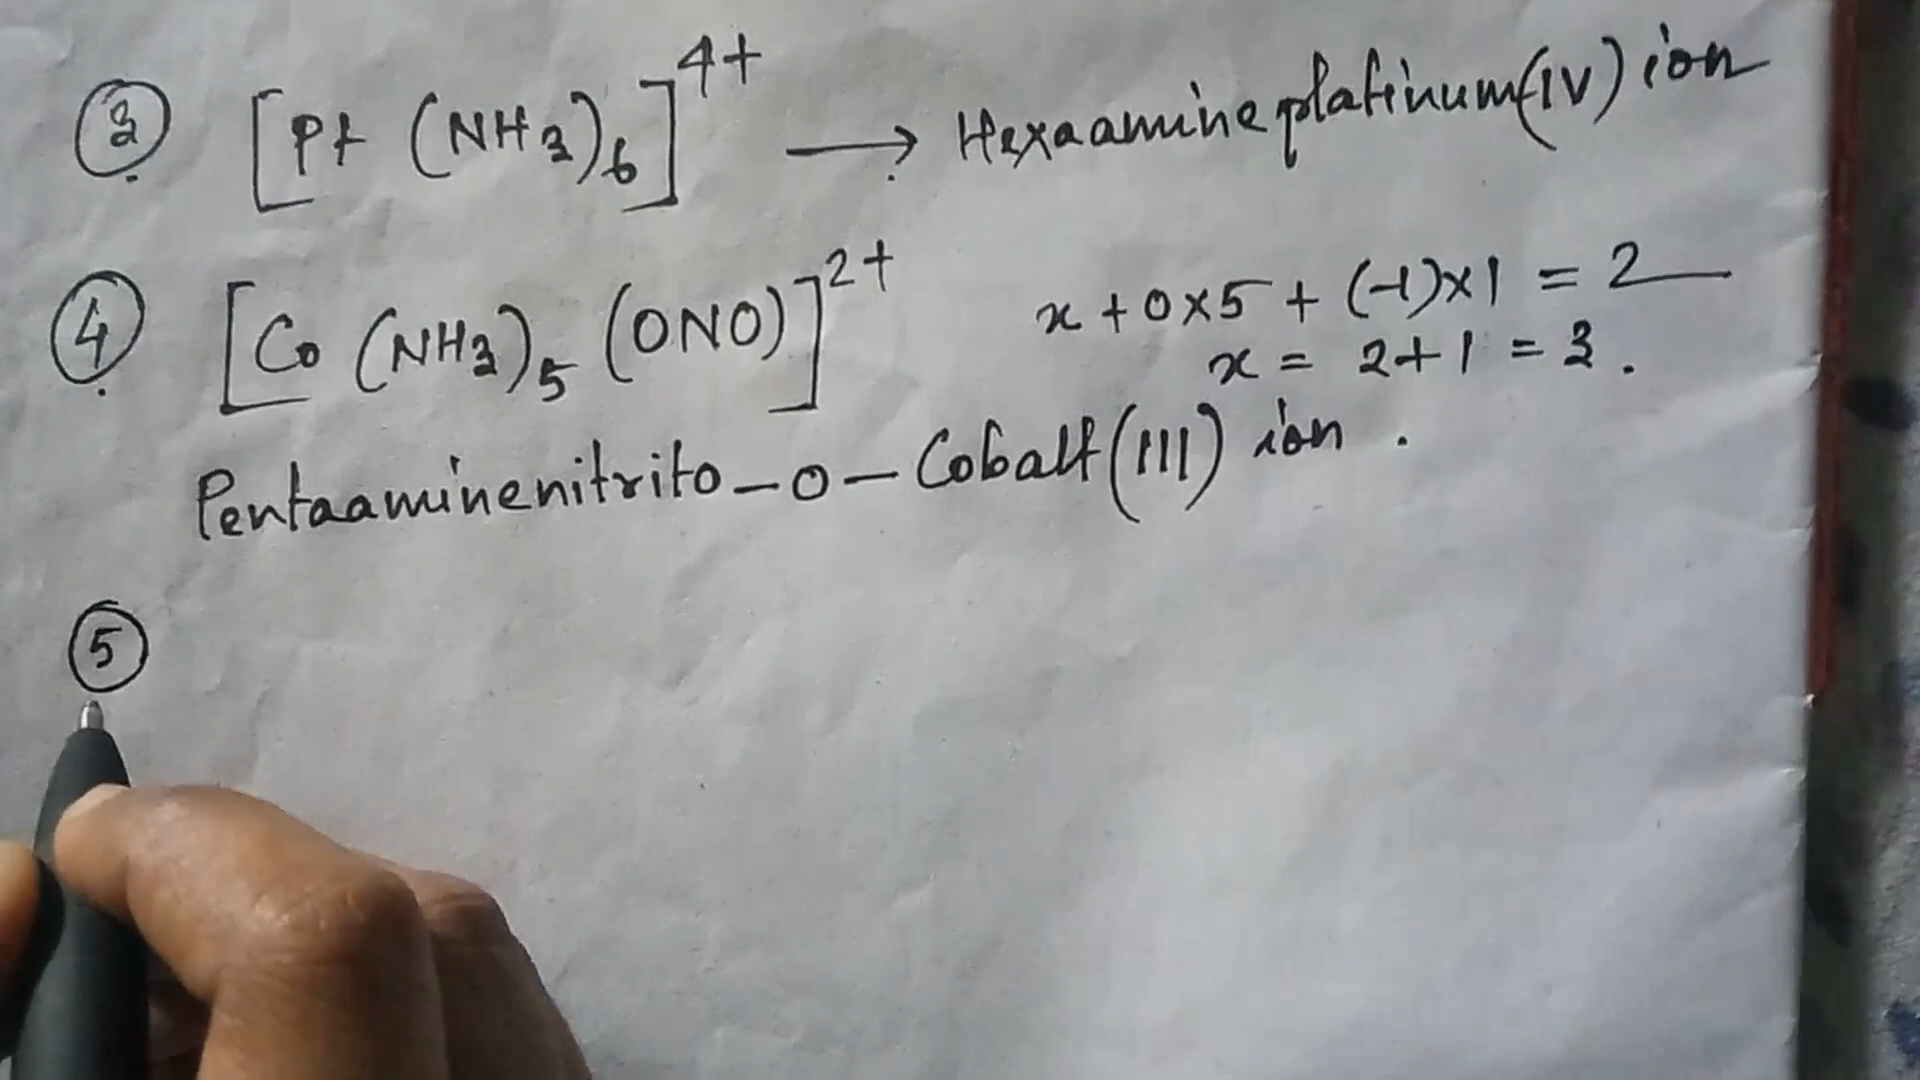 ③ [Pt (NH3)6]4+ → Hexaamineplatinum(IV) ion
④ [Co (NH3)5 (ONO)]2+ x + 0×5 + (-1)×1 = 2
x = 2+1 = 3.
Pentaaminenitrito-O-Cobalt(III) ion.
⑤